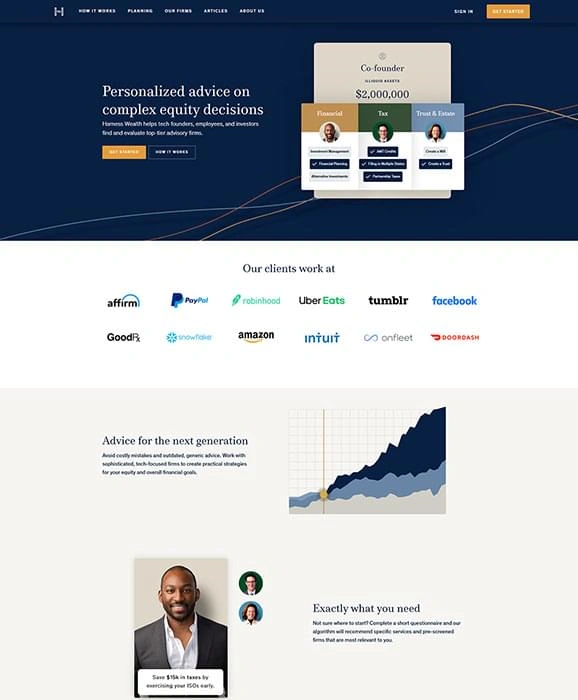 HOW IT WORKS
PLANNING
OUR FIRMS
ARTICLES
ABOUT US
SIGN IN
GET STARTED
Personalized advice on
complex equity decisions
Harness Wealth helps tech founders, employees, and investors
find and evaluate top-tier advisory firms.
GET STARTED
HOW IT WORKS
Co-founder
ILLIQUID ASSETS
$2,000,000
Financial
Tax
Trust & Estate
Investment Management
Financial Planning
Alternative Investments
AMT Credits
Filing in Multiple States
Partnership Taxes
Create a Will
Create a Trust
Our clients work at
affirm
PayPal
robinhood
Uber Eats
tumblr
facebook
GoodRx
snowflake
amazon
intuit
onfleet
DOORDASH
Advice for the next generation
Avoid costly mistakes and outdated, generic advice. Work with
sophisticated, tech-focused firms to create practical strategies
for your equity and overall financial goals.
Save $15k in taxes by
exercising your ISOs early.
Exactly what you need
Not sure where to start? Complete a short questionnaire and our
algorithm will recommend specific services and pre-screened
firms that are most relevant to you.